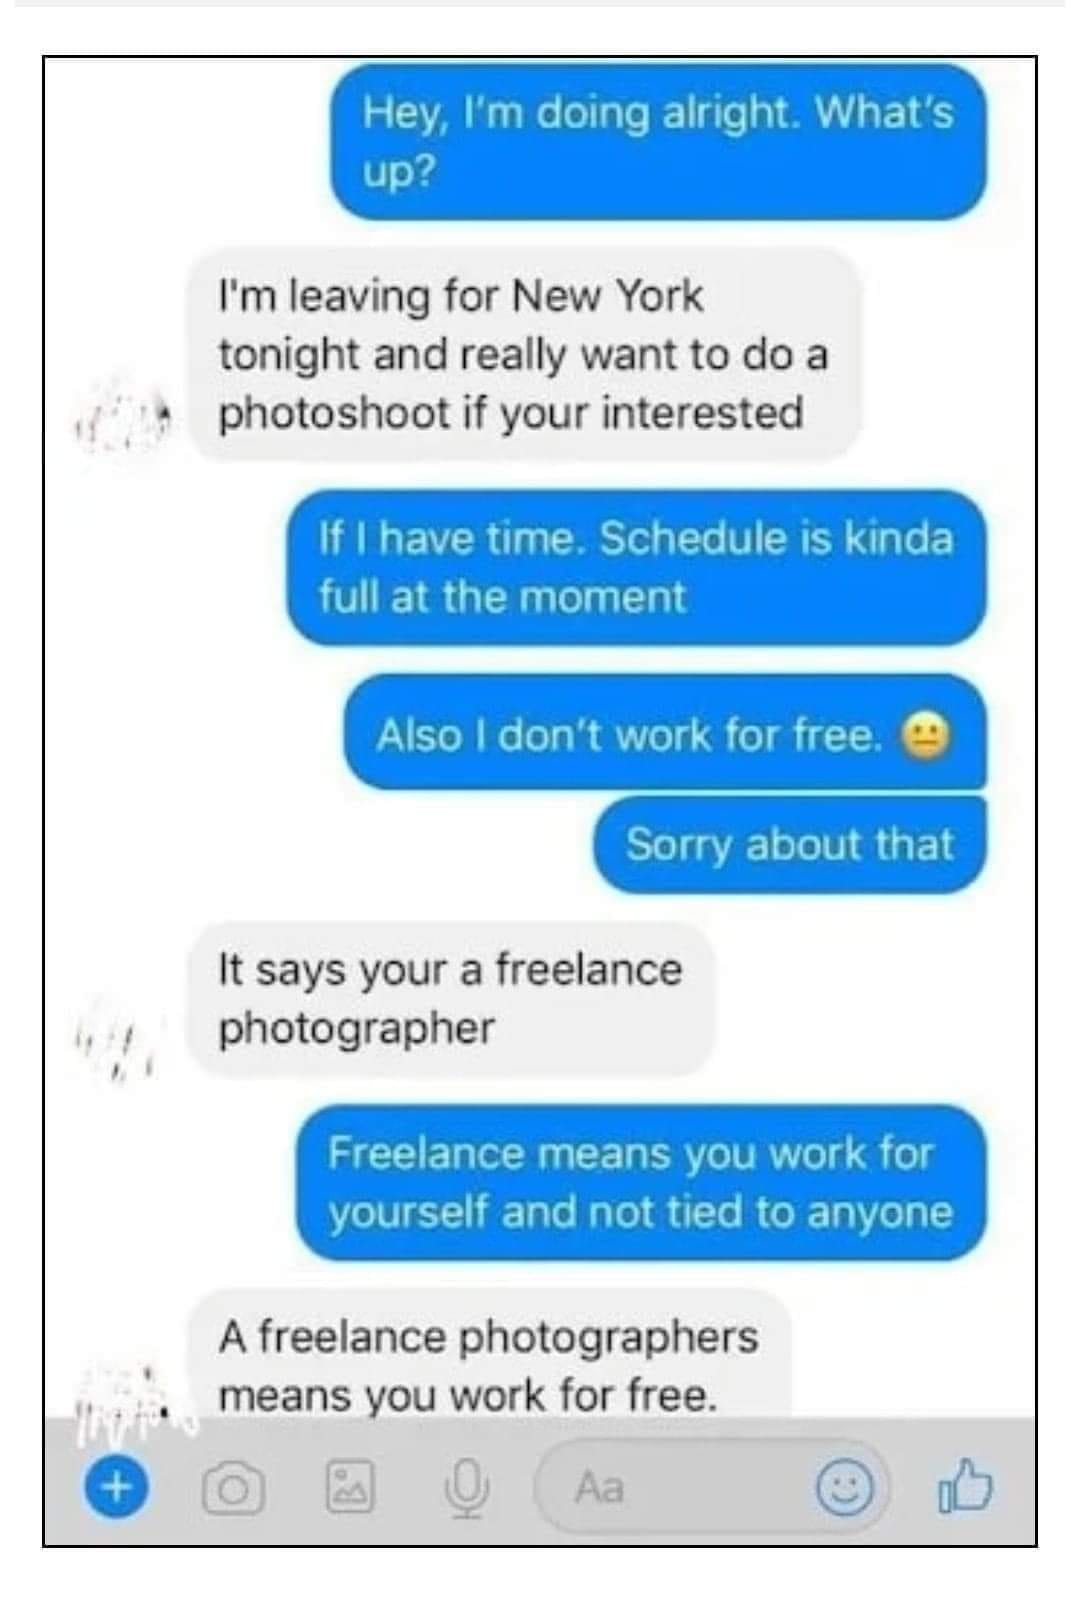 Hey, I'm doing alright. What's
up?
I'm leaving for New York
tonight and really want to do a
photoshoot if your interested
If I have time. Schedule is kinda
full at the moment
Also I don't work for free. 😐
Sorry about that
It says your a freelance
photographer
Freelance means you work for
yourself and not tied to anyone
A freelance photographers
means you work for free.
Aa